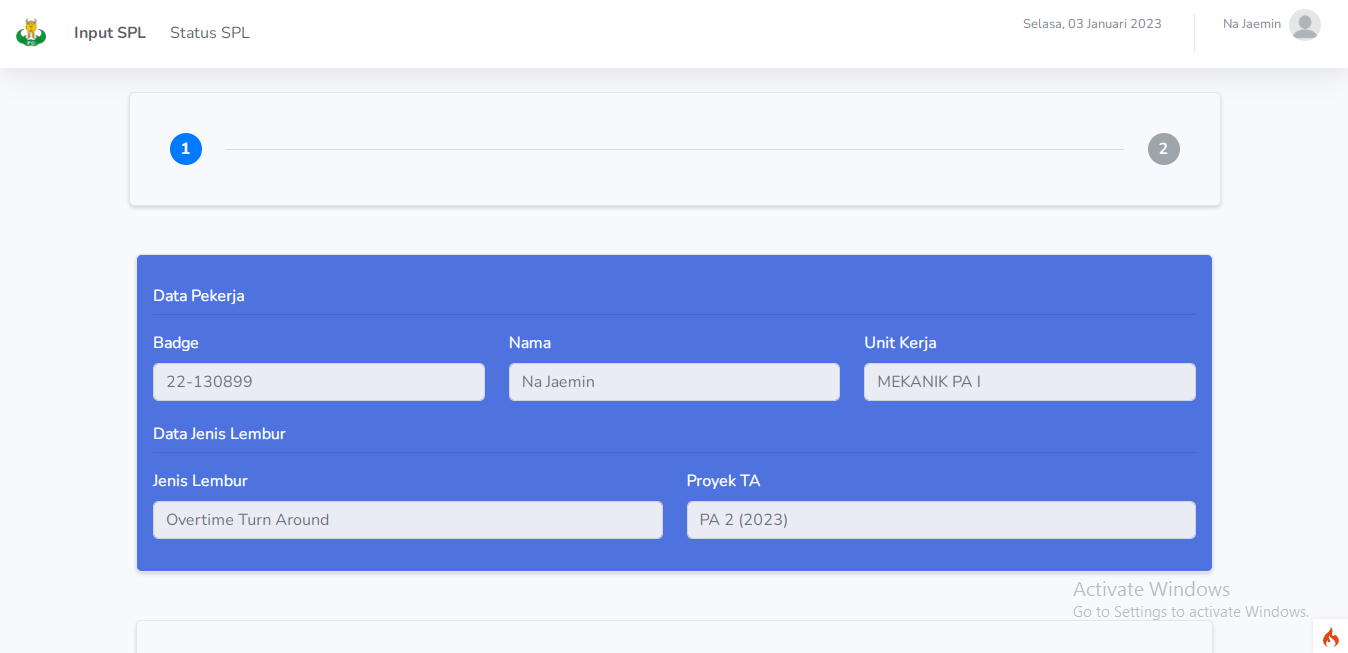 Input SPL Status SPL Selasa, 03 Januari 2023 Na Jaemin
1 2
Data Pekerja
Badge Nama Unit Kerja
22-130899 Na Jaemin MEKANIK PA I
Data Jenis Lembur
Jenis Lembur Proyek TA
Overtime Turn Around PA 2 (2023)
Activate Windows
Go to Settings to activate Windows.